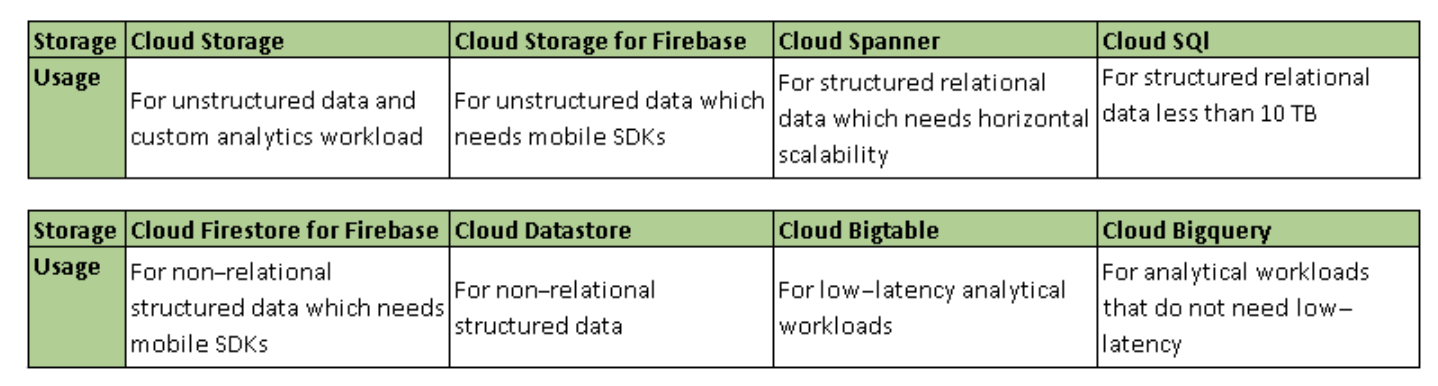 Storage Cloud Storage Cloud Storage for Firebase Cloud Spanner Cloud SQl
Usage
For unstructured data and
custom analytics workload
For unstructured data which
needs mobile SDKs
For structured relational
data which needs horizontal
scalability
For structured relational
data less than 10 TB
Storage Cloud Firestore for Firebase Cloud Datastore Cloud Bigtable Cloud Bigquery
Usage
For non–relational
structured data which needs
mobile SDKs
For non–relational
structured data
For low–latency analytical
workloads
For analytical workloads
that do not need low–
latency